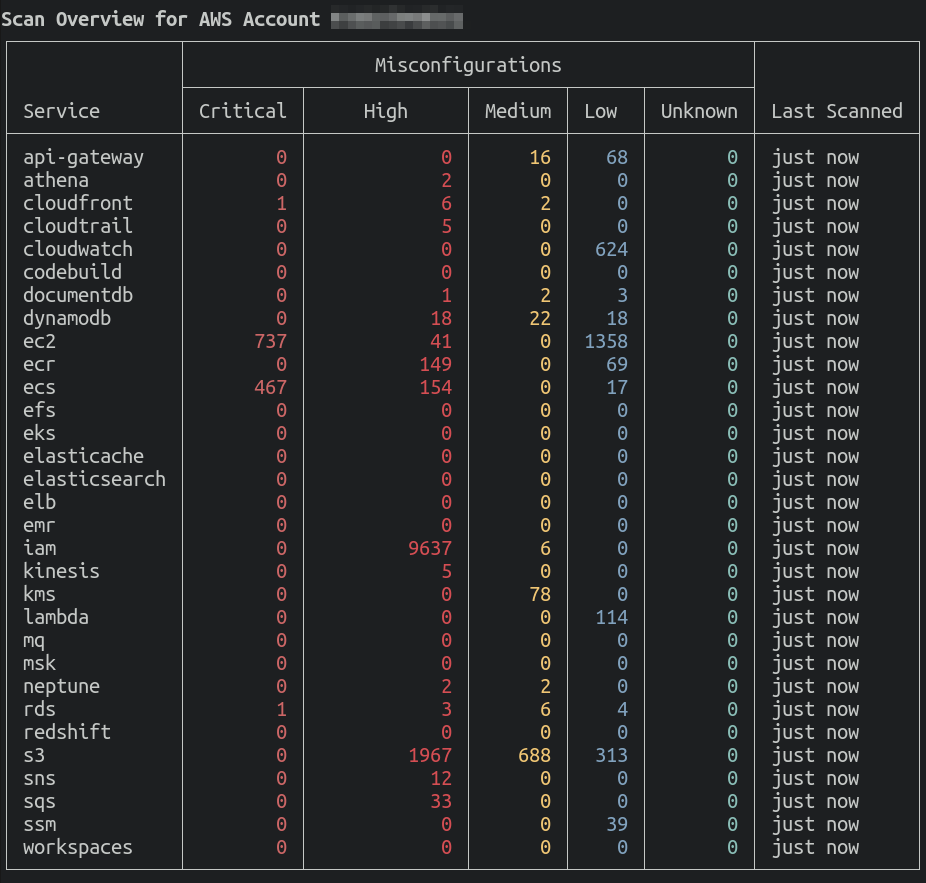 Scan Overview for AWS Account
Misconfigurations
Service Critical High Medium Low Unknown Last Scanned
api-gateway 0 0 16 68 0 just now
athena 0 2 0 0 0 just now
cloudfront 1 6 2 0 0 just now
cloudtrail 0 5 0 0 0 just now
cloudwatch 0 0 0 624 0 just now
codebuild 0 0 0 0 0 just now
documentdb 0 1 2 3 0 just now
dynamodb 0 18 22 18 0 just now
ec2 737 41 0 1358 0 just now
ecr 0 149 0 69 0 just now
ecs 467 154 0 17 0 just now
efs 0 0 0 0 0 just now
eks 0 0 0 0 0 just now
elasticache 0 0 0 0 0 just now
elasticsearch 0 0 0 0 0 just now
elb 0 0 0 0 0 just now
emr 0 0 0 0 0 just now
iam 0 9637 6 0 0 just now
kinesis 0 5 0 0 0 just now
kms 0 0 78 0 0 just now
lambda 0 0 0 114 0 just now
mq 0 0 0 0 0 just now
msk 0 0 0 0 0 just now
neptune 0 2 2 0 0 just now
rds 1 3 6 4 0 just now
redshift 0 0 0 0 0 just now
s3 0 1967 688 313 0 just now
sns 0 12 0 0 0 just now
sqs 0 33 0 0 0 just now
ssm 0 0 0 39 0 just now
workspaces 0 0 0 0 0 just now